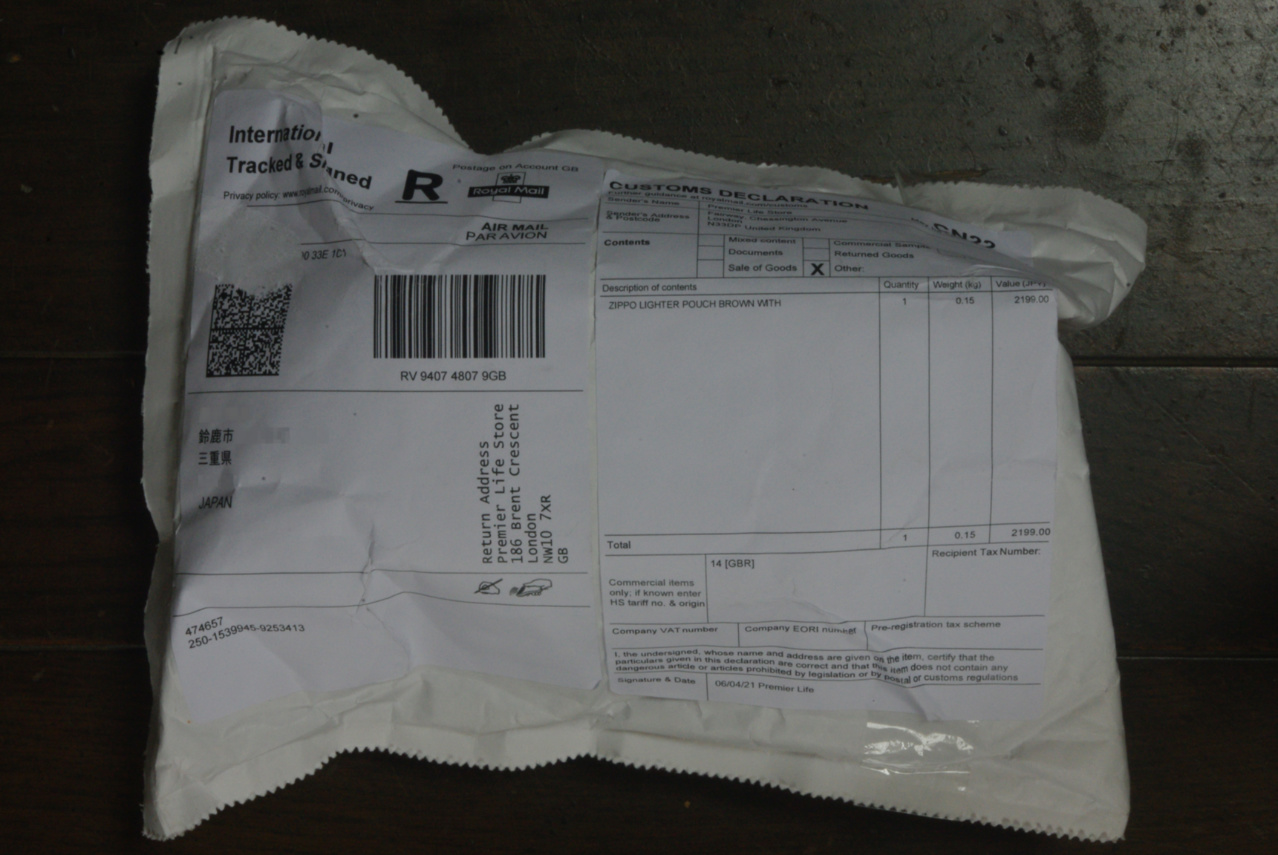 International
Tracked & Signed
Privacy policy: www.royalmail.com/privacy
R
Postage on Account GB
Royal Mail
AIR MAIL
PAR AVION
RV 9407 4807 9GB
鈴鹿市
三重県
JAPAN
Return Address
Premier Life Store
186 Brent Crescent
London
NW10 7XR
GB
474657
250-1539945-9253413
CUSTOMS DECLARATION
CN22
Sender's Name
Premier Life Store
Sender's Address
& Postcode
Fairway, Chessington Avenue
London
United Kingdom
Contents
Mixed content
Documents
Sale of Goods X
Commercial
Returned Goods
Other:
Description of contents Quantity Weight (kg) Value
ZIPPO LIGHTER POUCH BROWN WITH 1 0.15 2199.00
Total 1 0.15 2199.00
Commercial items
only, if known enter
HS tariff no. & origin
14 [GBR]
Recipient Tax Number:
Company VAT number Company EORI number Pre-registration tax scheme
I, the undersigned, whose name and address are given on the item, certify that the
particulars given in this declaration are correct and that this item does not contain any
dangerous article or articles prohibited by legislation or by postal or customs regulations
Signature & Date 06/04/21 Premier Life